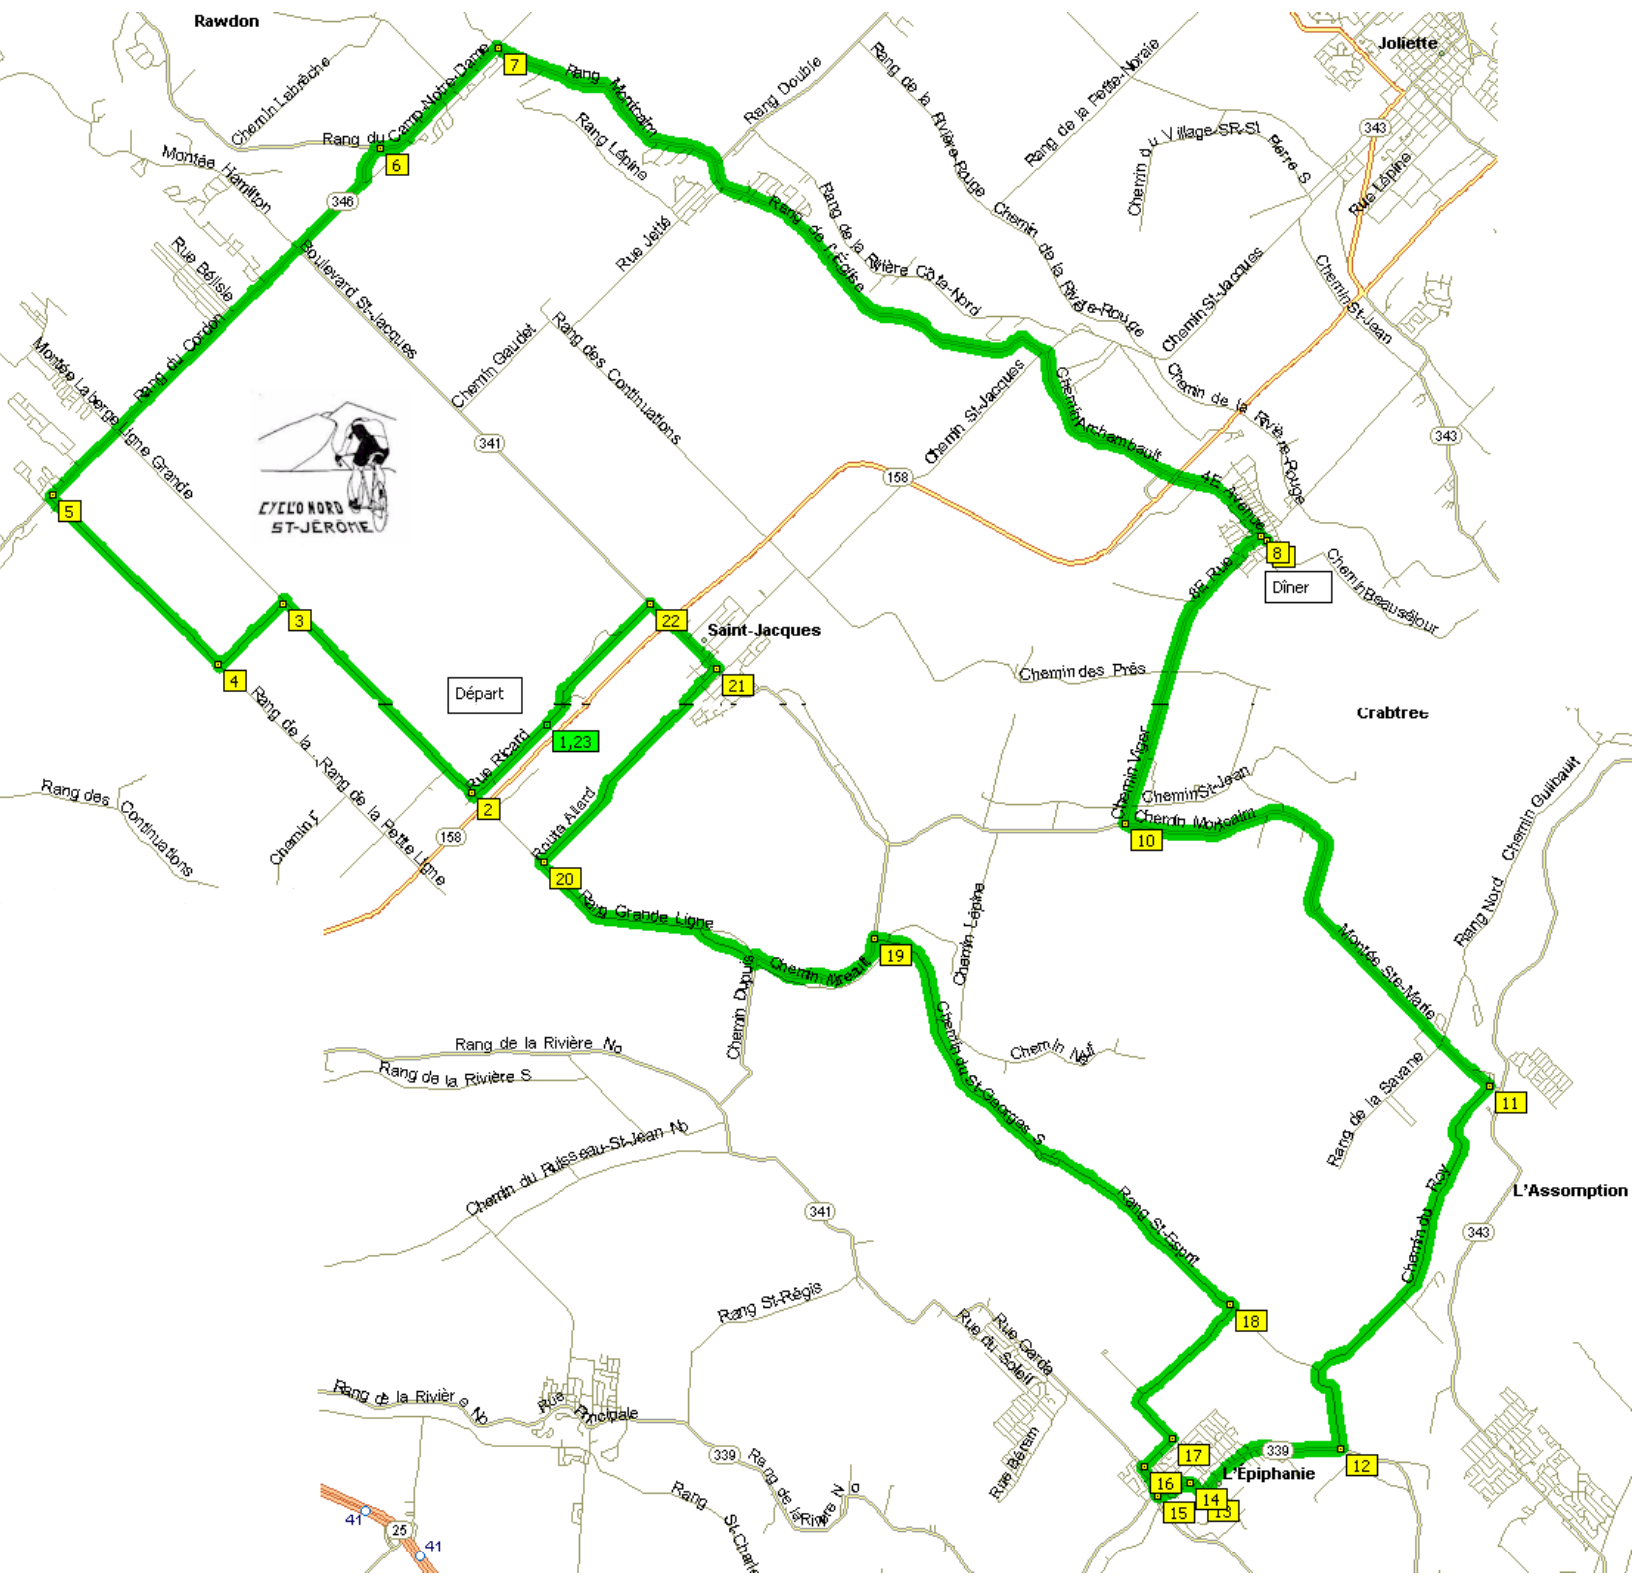 Rawdon
Joliette
7
Rang Montcalm
Rang du Camp-Notre-Dame
Chemin Labrèche
Rang Double
Rang de la Rivière-Rouge
Rang de la Petite-Noraie
Chemin du Village-SR-St
Pierre S
343
Rue Lépine
Montée Hamilton
6
Rang Lépine
346
Rue Jetté
Rang de l'Église
Rang de la Rivière Côte-Nord
Chemin de la Rivière-Rouge
Chemin-St-Jacques
Chemin St-Jean
Rue Bélisle
Boulevard St-Jacques
Rang du Cordon
Montée Laberge
Ligne Grande
Chemin Gaudet
Rang des Continuations
Chemin St-Jacques
Chemin Archambault
Chemin de la Rivière-Rouge
343
341
CYCLO NORD
ST-JÉRÔME
158
4E Avenue
5
8
Dîner
8E Rue
Chemin Beauséjour
3
22
Saint-Jacques
4
Départ
21
Chemin des Prés
Crabtree
Rang de la
Rang de la Petite Ligne
Rue Ricard
1,23
2
158
Rang des Continuations
Route Allard
Chemin Viger
Chemin St-Jean
Chemin Montcalm
10
Chemin Guilbault
Rang Nord
20
Rang Grande Ligne
Chemin Lépine
Montée Ste-Marie
19
Chemin Mireault
Chemin Dupuis
Rang de la Rivière No
Rang de la Rivière S
Chemin du St-Georges S
Chemin Neuf
Rang de la Savane
11
Chemin du Ruisseau-St-Jean No
Rang St-Esprit
Chemin du Roy
L'Assomption
341
343
Rang St-Régis
18
Rue Garda
Rue du Soleil
Rang de la Rivière No
Rue Principale
339
Rang de la Rivière No
Rue Bérain
17
339
12
L'Épiphanie
16
14
13
15
Rang St-Charle
41
25
41